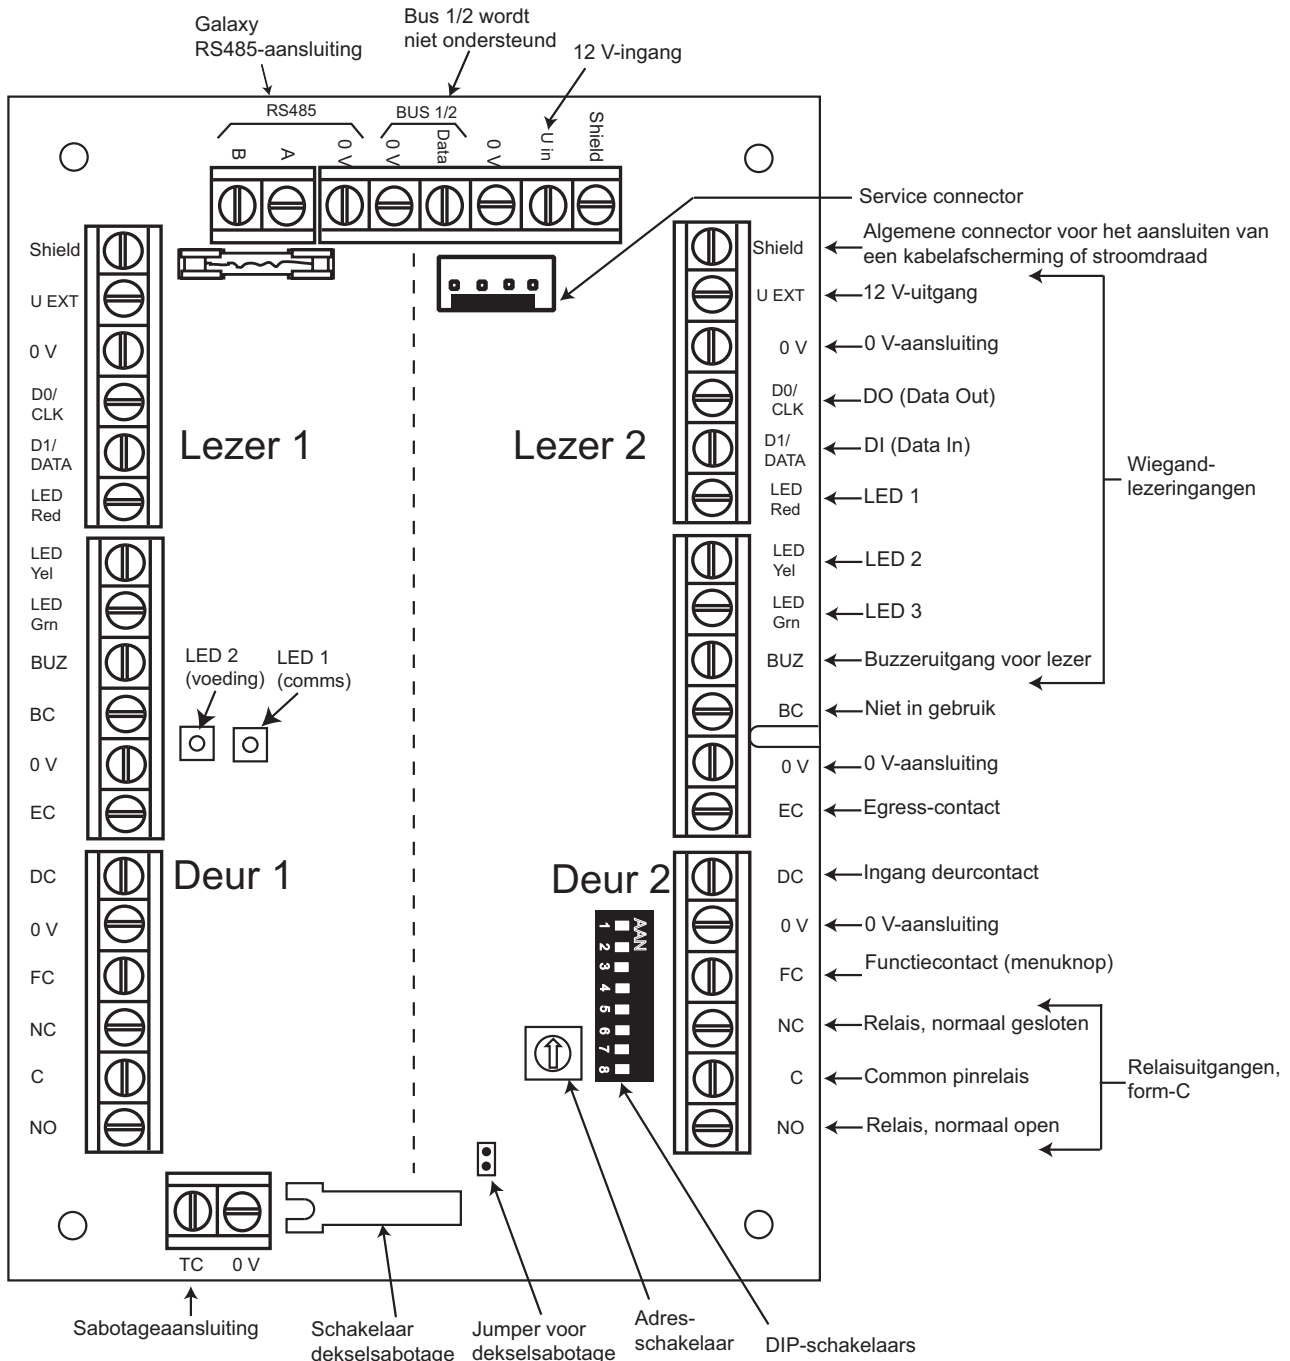 Galaxy
RS485-aansluiting
Bus 1/2 wordt
niet ondersteund
12 V-ingang
RS485
BUS 1/2
B
A
0 V
0 V
Data
0 V
U in
Shield
Service connector
Shield
U EXT
0 V
D0/
CLK
D1/
DATA
LED
Red
LED
Yel
LED
Grn
BUZ
BC
0 V
EC
DC
0 V
FC
NC
C
NO
Lezer 1
Lezer 2
LED 2
(voeding)
LED 1
(comms)
Deur 1
Deur 2
AAN
1
2
3
4
5
6
7
8
Shield
U EXT
0 V
D0/
CLK
D1/
DATA
LED
Red
LED
Yel
LED
Grn
BUZ
BC
0 V
EC
DC
0 V
FC
NC
C
NO
Algemene connector voor het aansluiten van
een kabelafscherming of stroomdraad
12 V-uitgang
0 V-aansluiting
DO (Data Out)
DI (Data In)
LED 1
LED 2
LED 3
Buzzeruitgang voor lezer
Niet in gebruik
0 V-aansluiting
Egress-contact
Ingang deurcontact
0 V-aansluiting
Functiecontact (menuknop)
Relais, normaal gesloten
Common pinrelais
Relais, normaal open
Wiegand-
lezeringangen
Relaisuitgangen,
form-C
TC
0 V
Sabotageaansluiting
Schakelaar
dekselsabotage
Jumper voor
dekselsabotage
Adres-
schakelaar
DIP-schakelaars